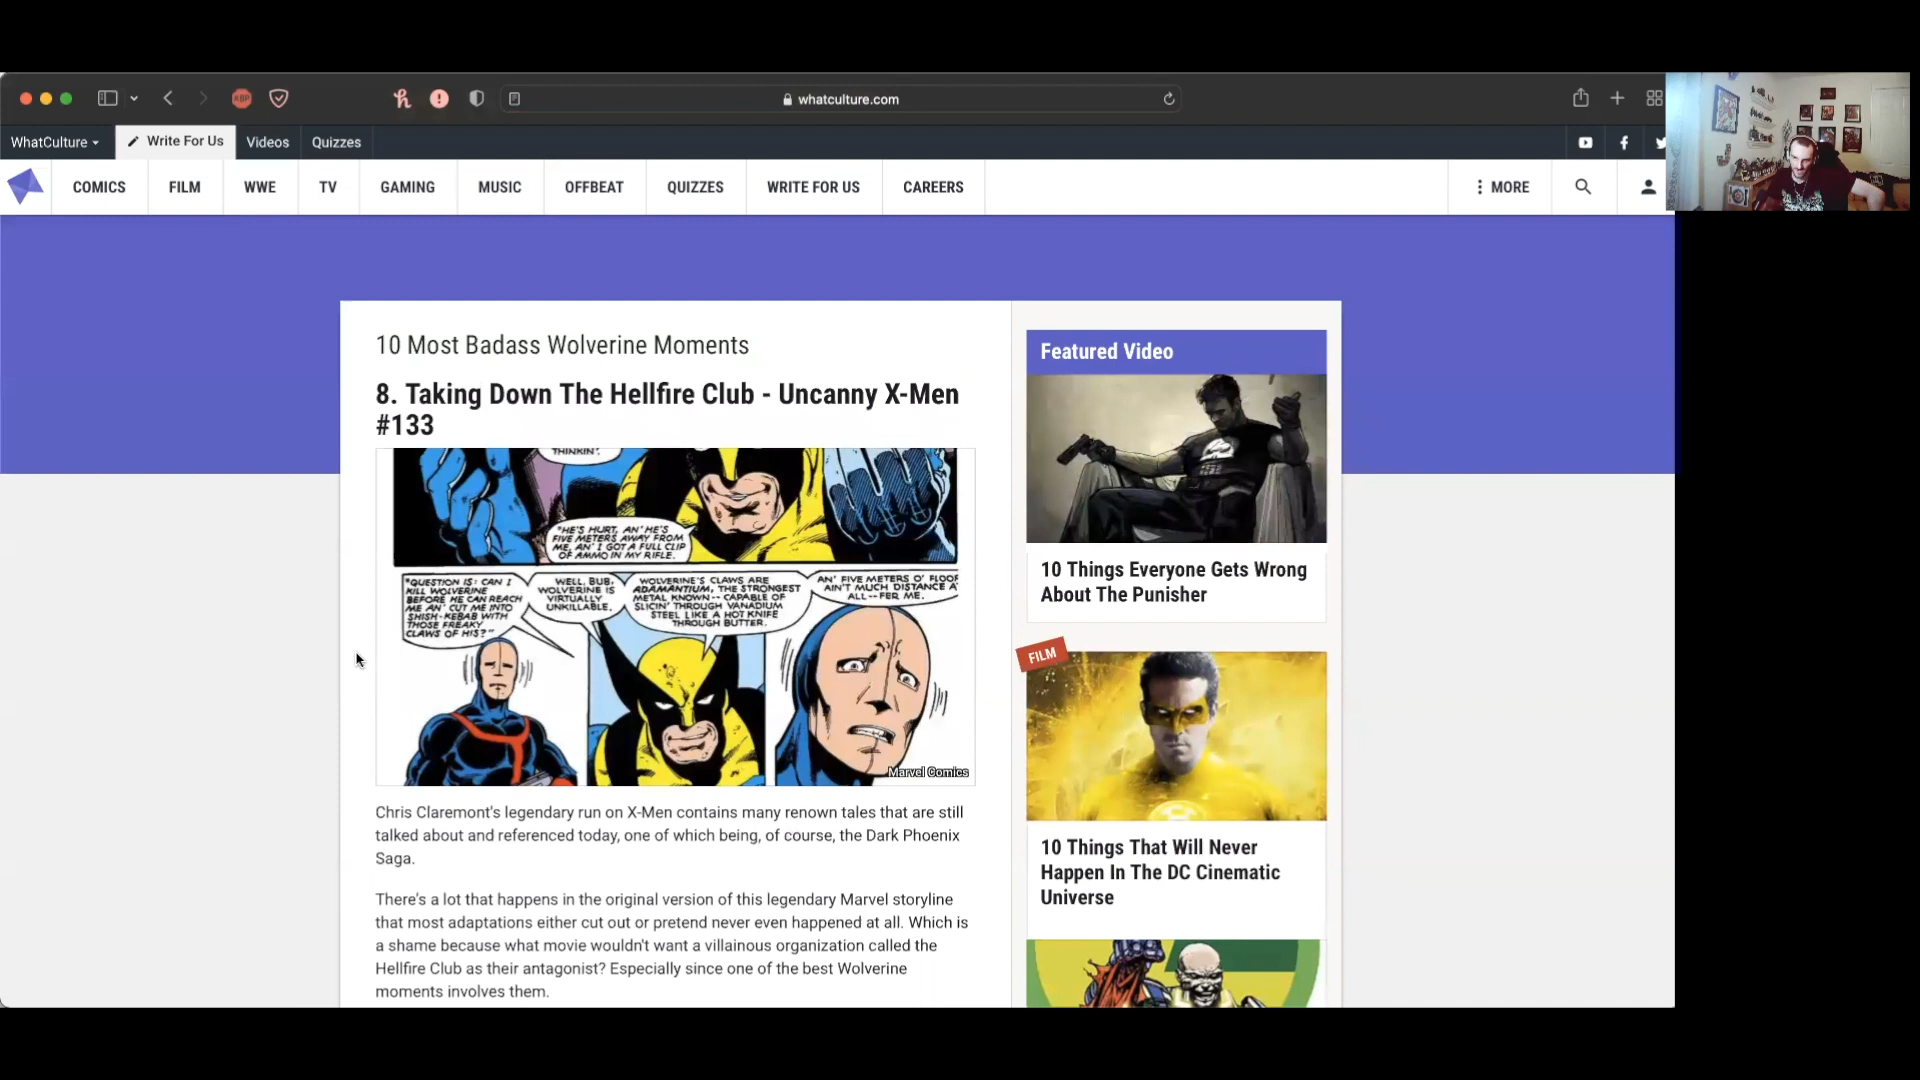 ABP
whatculture.com
WhatCulture
Write For Us
Videos
Quizzes
COMICS
FILM
WWE
TV
GAMING
MUSIC
OFFBEAT
QUIZZES
WRITE FOR US
CAREERS
MORE
10 Most Badass Wolverine Moments
8. Taking Down The Hellfire Club - Uncanny X-Men
#133
THINKIN'.
"HE'S HURT, AN' HE'S
FIVE METERS AWAY FROM
ME, AN' I GOT A FULL CLIP
OF AMMO IN MY RIFLE.
"QUESTION IS: CAN I
KILL WOLVERINE
BEFORE HE CAN REACH
ME AN' CUT ME INTO
SHISH-KEBAB WITH
THOSE FREAKY
CLAWS OF HIS?"
WELL, BUB,
WOLVERINE IS
VIRTUALLY
UNKILLABLE.
WOLVERINE'S CLAWS ARE
ADAMANTIUM, THE STRONGEST
METAL KNOWN -- CAPABLE OF
SLICIN' THROUGH VANADIUM
STEEL LIKE A HOT KNIFE
THROUGH BUTTER.
AN' FIVE METERS O' FLOOR
AIN'T MUCH DISTANCE A
ALL -- FER ME.
Marvel Comics
Chris Claremont's legendary run on X-Men contains many renown tales that are still
talked about and referenced today, one of which being, of course, the Dark Phoenix
Saga.
There's a lot that happens in the original version of this legendary Marvel storyline
that most adaptations either cut out or pretend never even happened at all. Which is
a shame because what movie wouldn't want a villainous organization called the
Hellfire Club as their antagonist? Especially since one of the best Wolverine
moments involves them.
Featured Video
10 Things Everyone Gets Wrong
About The Punisher
FILM
10 Things That Will Never
Happen In The DC Cinematic
Universe